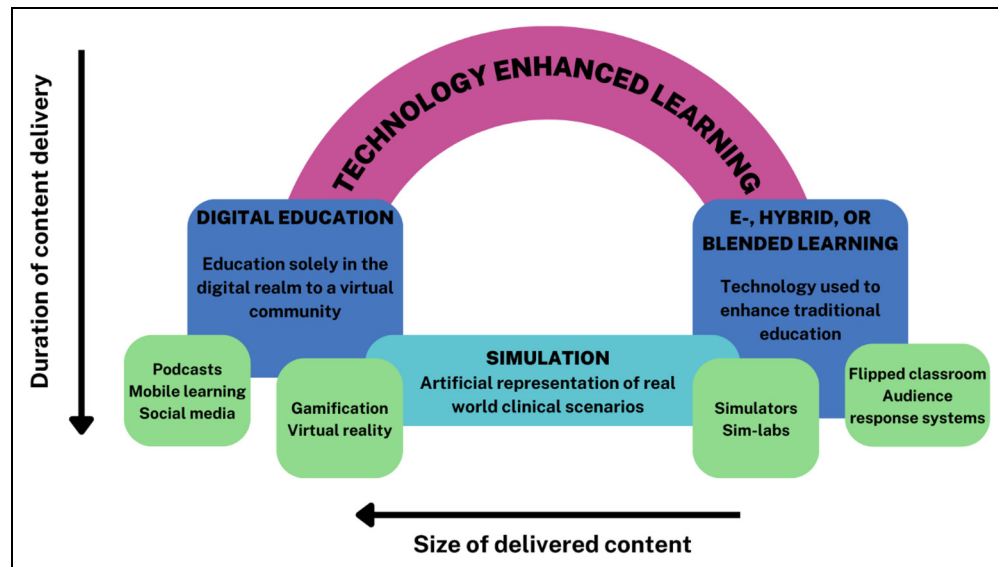 Duration of content delivery
TECHNOLOGY ENHANCED LEARNING
DIGITAL EDUCATION
Education solely in the
digital realm to a virtual
community
E-, HYBRID, OR
BLENDED LEARNING
Technology used to
enhance traditional
education
Podcasts
Mobile learning
Social media
Gamification
Virtual reality
SIMULATION
Artificial representation of real
world clinical scenarios
Simulators
Sim-labs
Flipped classroom
Audience
response systems
Size of delivered content